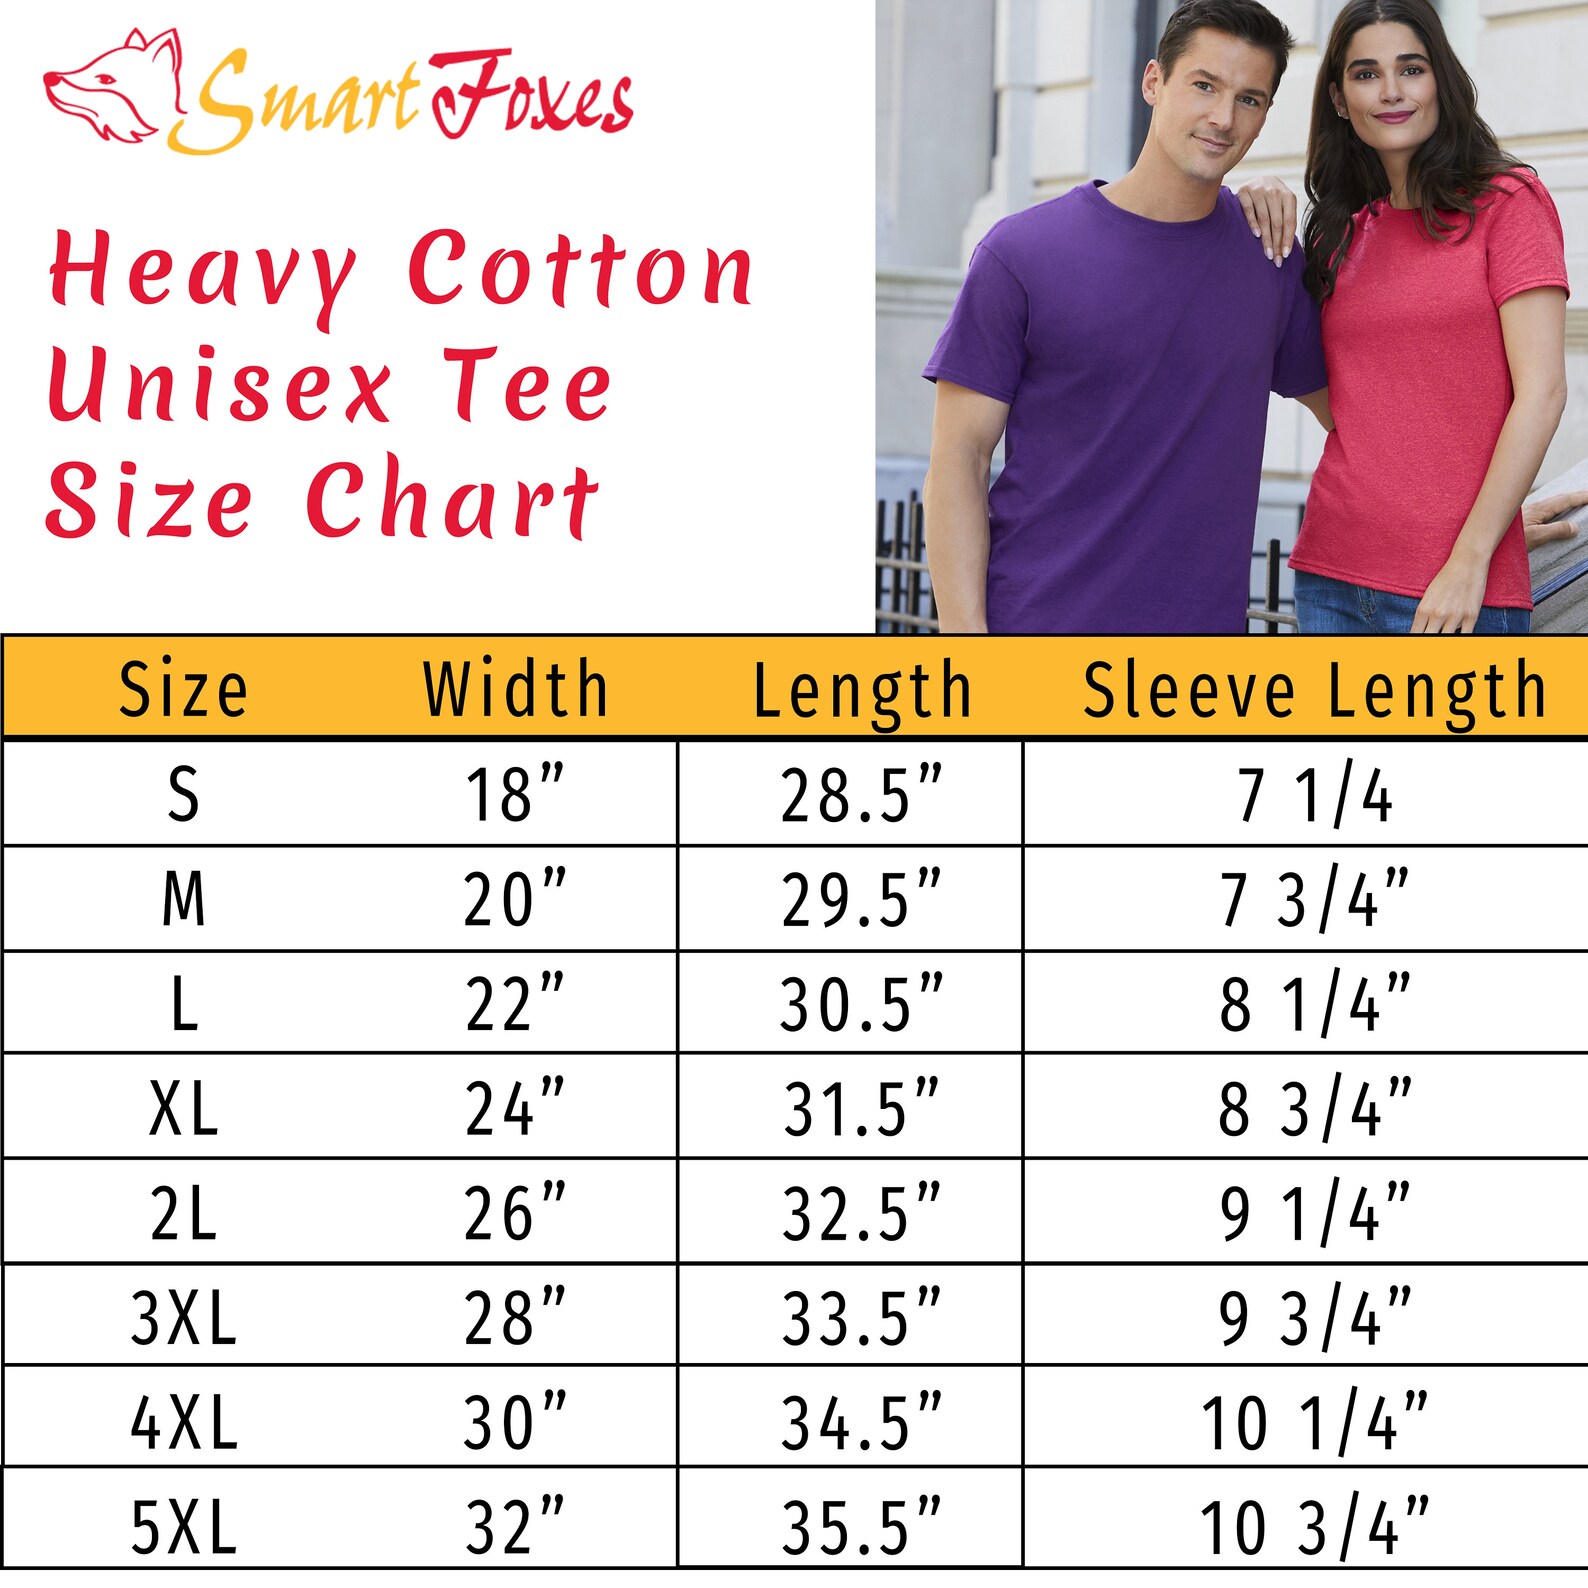 Smart Foxes
Heavy Cotton
Unisex Tee
Size Chart
Size Width Length Sleeve Length
S 18” 28.5” 7 1/4
M 20” 29.5” 7 3/4”
L 22” 30.5” 8 1/4”
XL 24” 31.5” 8 3/4”
2L 26” 32.5” 9 1/4”
3XL 28” 33.5” 9 3/4”
4XL 30” 34.5” 10 1/4”
5XL 32” 35.5” 10 3/4”